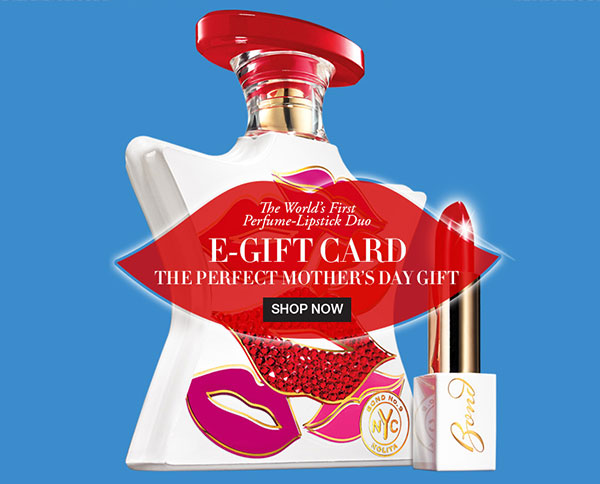 The World's First
Perfume-Lipstick Duo
E-GIFT CARD
THE PERFECT MOTHER'S DAY GIFT
SHOP NOW
BOND NO. 9
NYC
NOLITA
Bond